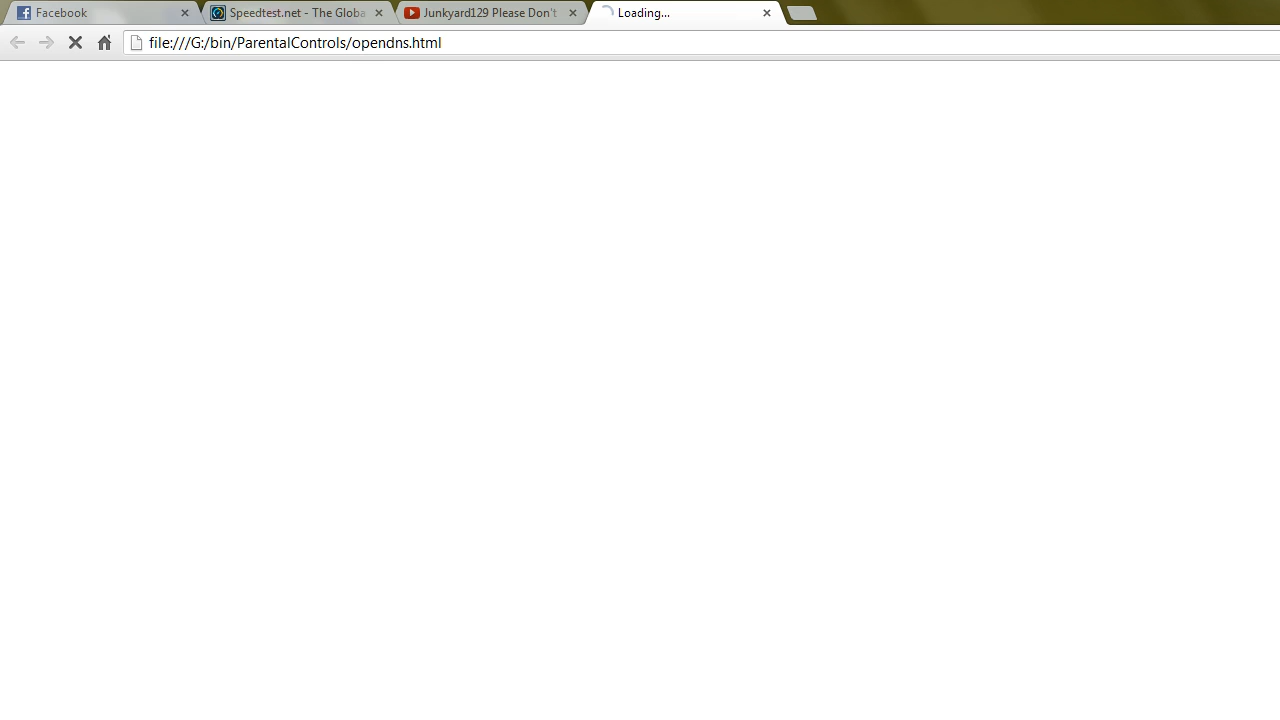 Facebook
Speedtest.net - The Globa
Junkyard129 Please Don't
Loading...
file:///G:/bin/ParentalControls/opendns.html